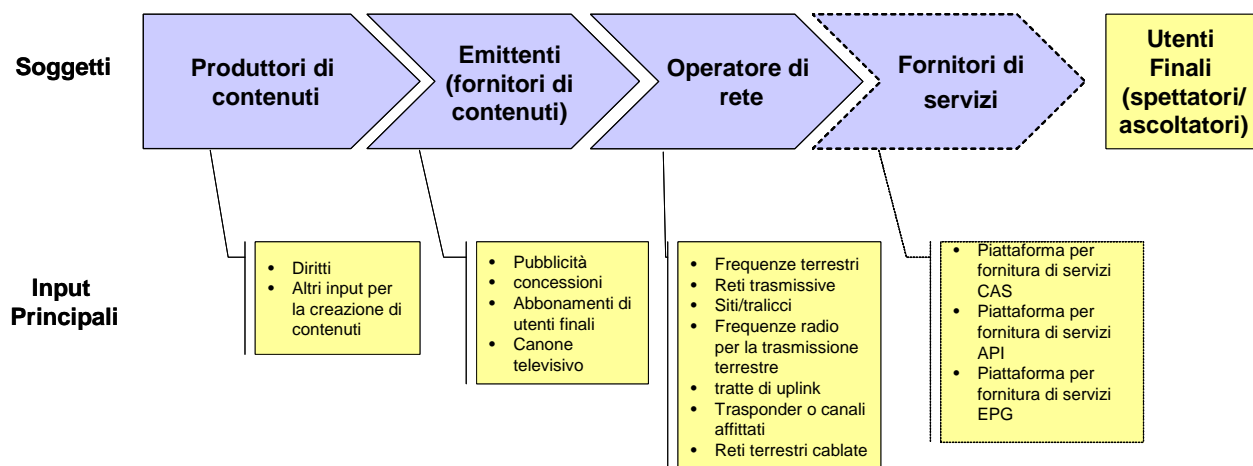 Soggetti
Produttori di
contenuti
Emittenti
(fornitori di
contenuti)
Operatore di
rete
Fornitori di
servizi
Utenti
Finali
(spettatori/
ascoltatori)
Input
Principali
• Diritti
• Altri input per
la creazione di
contenuti
• Pubblicità
• concessioni
• Abbonamenti di
utenti finali
• Canone
televisivo
• Frequenze terrestri
• Reti trasmissive
• Siti/tralicci
• Frequenze radio
per la trasmissione
terrestre
• tratte di uplink
• Trasponder o canali
affittati
• Reti terrestri cablate
• Piattaforma per
fornitura di servizi
CAS
• Piattaforma per
fornitura di servizi
API
• Piattaforma per
fornitura di servizi
EPG